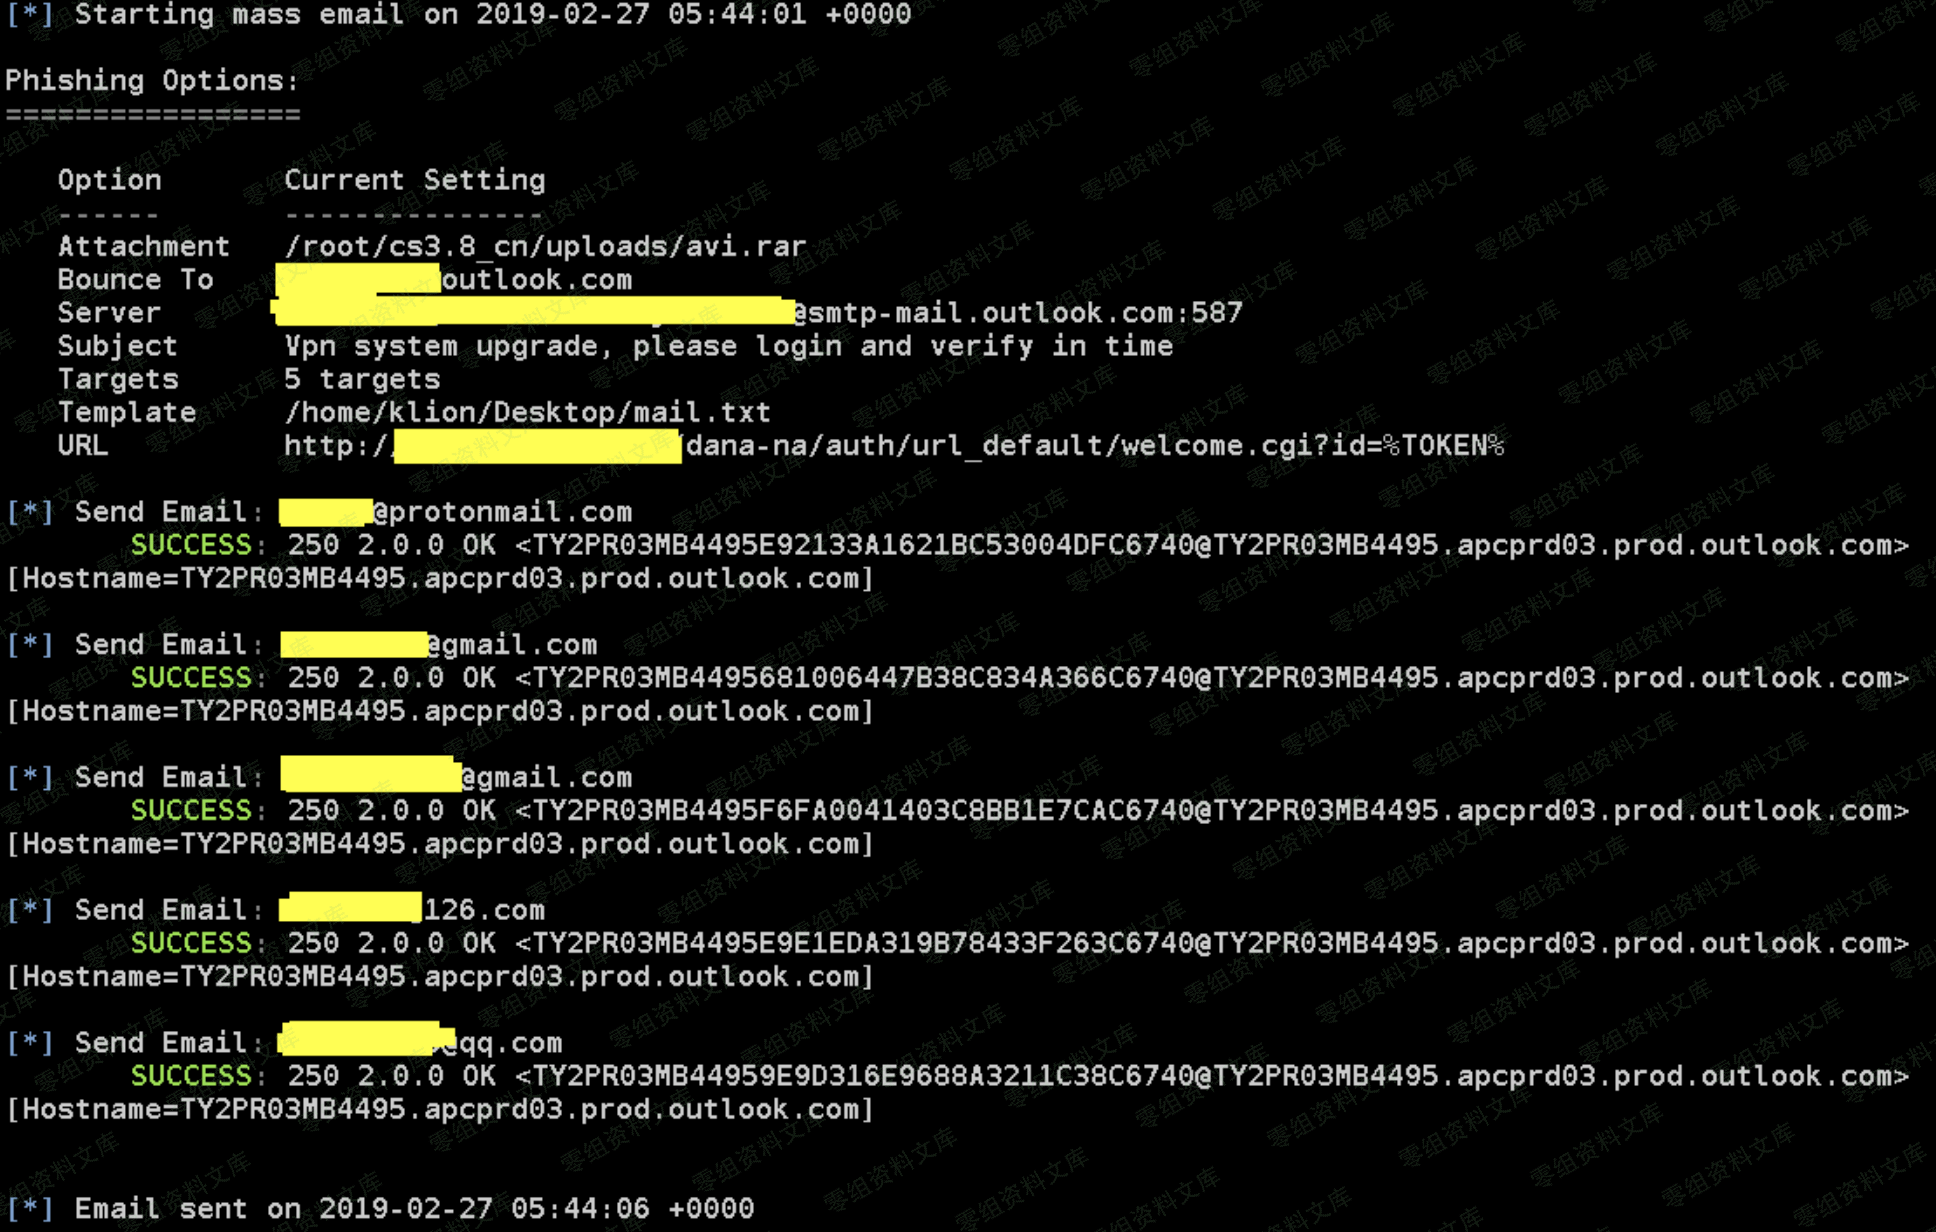 [*] Starting mass email on 2019-02-27 05:44:01 +0000
Phishing Options:
=================
Option Current Setting
------ ---------------
Attachment /root/cs3.8_cn/uploads/avi.rar
Bounce To outlook.com
Server @smtp-mail.outlook.com:587
Subject Vpn system upgrade, please login and verify in time
Targets 5 targets
Template /home/klion/Desktop/mail.txt
URL http:/ /dana-na/auth/url_default/welcome.cgi?id=%TOKEN%
[*] Send Email: @protonmail.com
SUCCESS: 250 2.0.0 OK <TY2PR03MB4495E92133A1621BC53004DFC6740@TY2PR03MB4495.apcprd03.prod.outlook.com>
[Hostname=TY2PR03MB4495.apcprd03.prod.outlook.com]
[*] Send Email: @gmail.com
SUCCESS: 250 2.0.0 OK <TY2PR03MB4495681006447B38C834A366C6740@TY2PR03MB4495.apcprd03.prod.outlook.com>
[Hostname=TY2PR03MB4495.apcprd03.prod.outlook.com]
[*] Send Email: @gmail.com
SUCCESS: 250 2.0.0 OK <TY2PR03MB4495F6FA0041403C8BB1E7CAC6740@TY2PR03MB4495.apcprd03.prod.outlook.com>
[Hostname=TY2PR03MB4495.apcprd03.prod.outlook.com]
[*] Send Email: 126.com
SUCCESS: 250 2.0.0 OK <TY2PR03MB4495E9E1EDA319B78433F263C6740@TY2PR03MB4495.apcprd03.prod.outlook.com>
[Hostname=TY2PR03MB4495.apcprd03.prod.outlook.com]
[*] Send Email: @qq.com
SUCCESS: 250 2.0.0 OK <TY2PR03MB44959E9D316E9688A3211C38C6740@TY2PR03MB4495.apcprd03.prod.outlook.com>
[Hostname=TY2PR03MB4495.apcprd03.prod.outlook.com]
[*] Email sent on 2019-02-27 05:44:06 +0000
零组资料文库